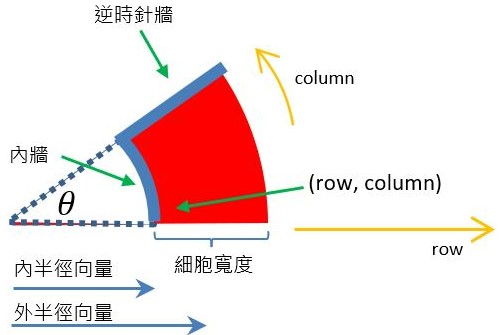 逆時針牆
column
內牆
θ
(row, column)
row
細胞寬度
內半徑向量
外半徑向量